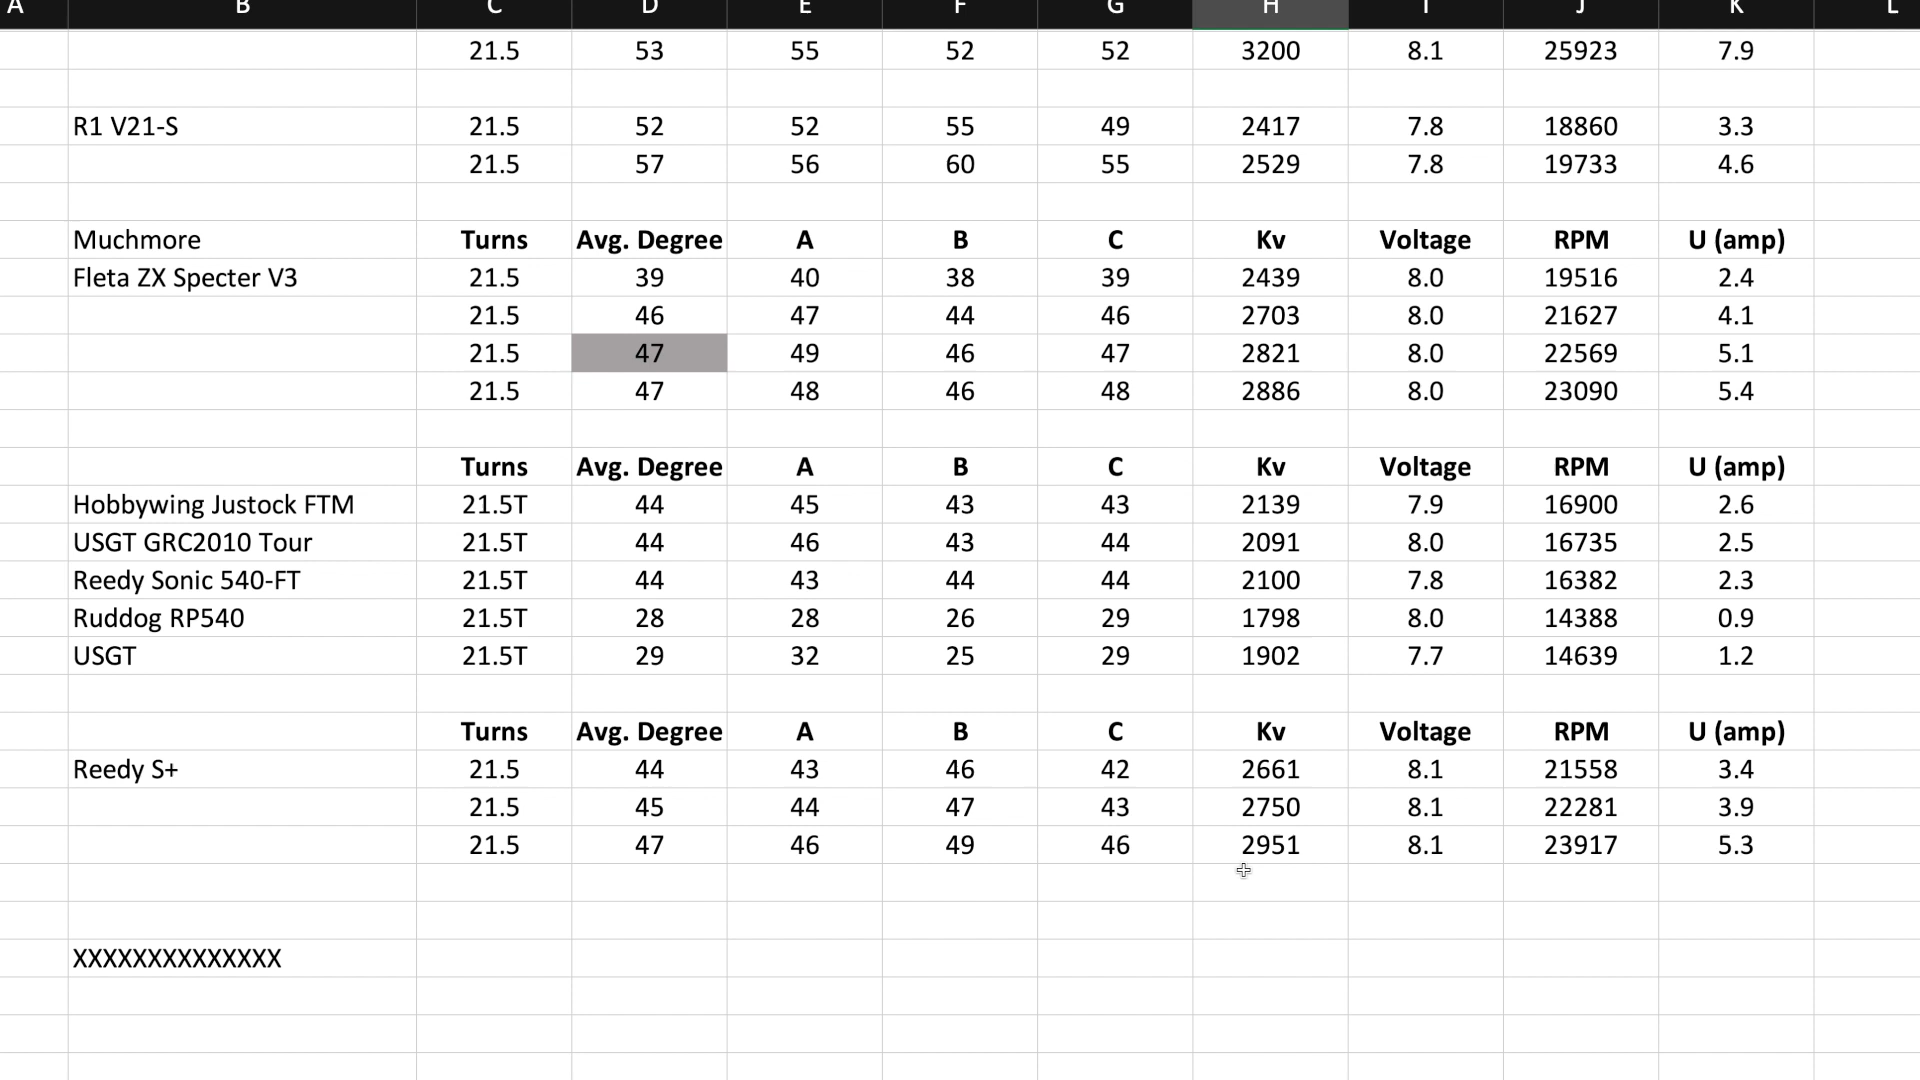 A B C D E F G H I J K L
21.5 53 55 52 52 3200 8.1 25923 7.9
R1 V21-S 21.5 52 52 55 49 2417 7.8 18860 3.3
21.5 57 56 60 55 2529 7.8 19733 4.6
Muchmore Turns Avg. Degree A B C Kv Voltage RPM U (amp)
Fleta ZX Specter V3 21.5 39 40 38 39 2439 8.0 19516 2.4
21.5 46 47 44 46 2703 8.0 21627 4.1
21.5 47 49 46 47 2821 8.0 22569 5.1
21.5 47 48 46 48 2886 8.0 23090 5.4
Turns Avg. Degree A B C Kv Voltage RPM U (amp)
Hobbywing Justock FTM 21.5T 44 45 43 43 2139 7.9 16900 2.6
USGT GRC2010 Tour 21.5T 44 46 43 44 2091 8.0 16735 2.5
Reedy Sonic 540-FT 21.5T 44 43 44 44 2100 7.8 16382 2.3
Ruddog RP540 21.5T 28 28 26 29 1798 8.0 14388 0.9
USGT 21.5T 29 32 25 29 1902 7.7 14639 1.2
Turns Avg. Degree A B C Kv Voltage RPM U (amp)
Reedy S+ 21.5 44 43 46 42 2661 8.1 21558 3.4
21.5 45 44 47 43 2750 8.1 22281 3.9
21.5 47 46 49 46 2951 8.1 23917 5.3
XXXXXXXXXXXXXX